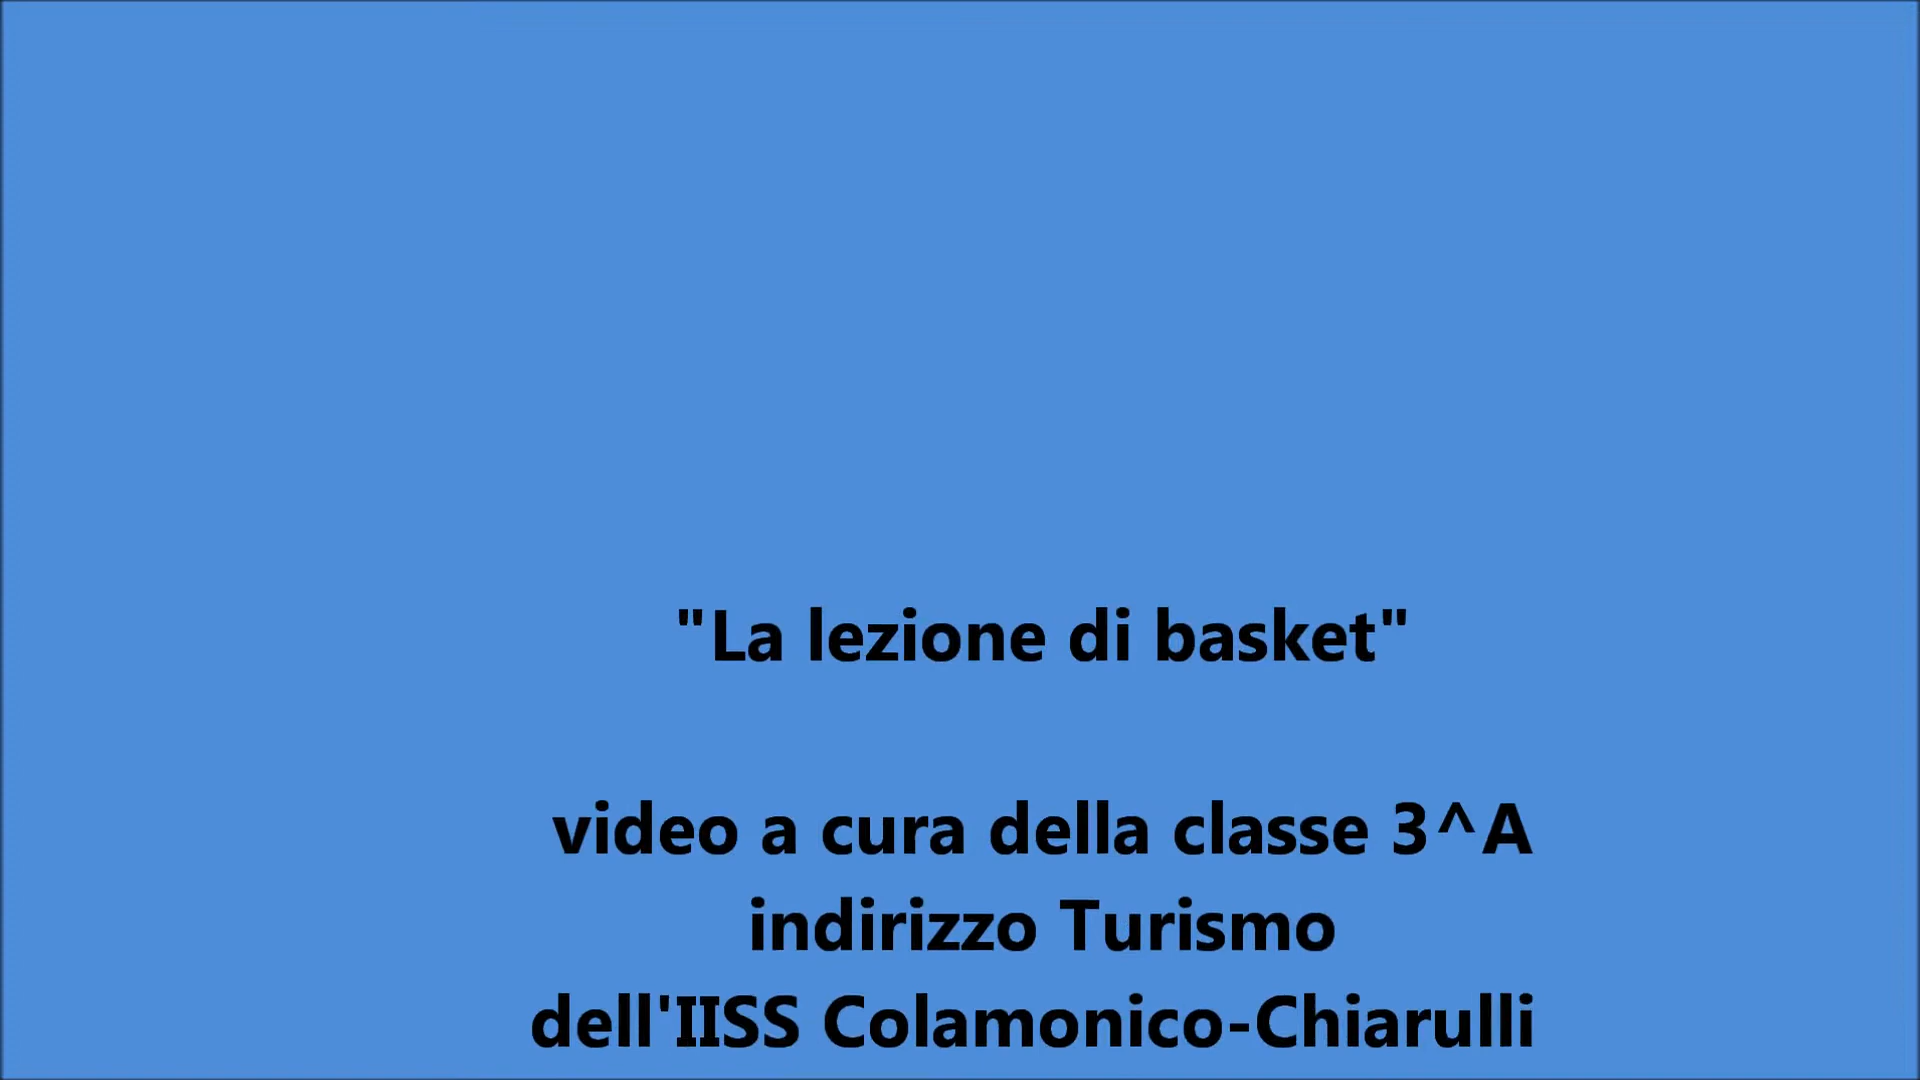 "La lezione di basket"
video a cura della classe 3^A
indirizzo Turismo
dell'IISS Colamonico-Chiarulli